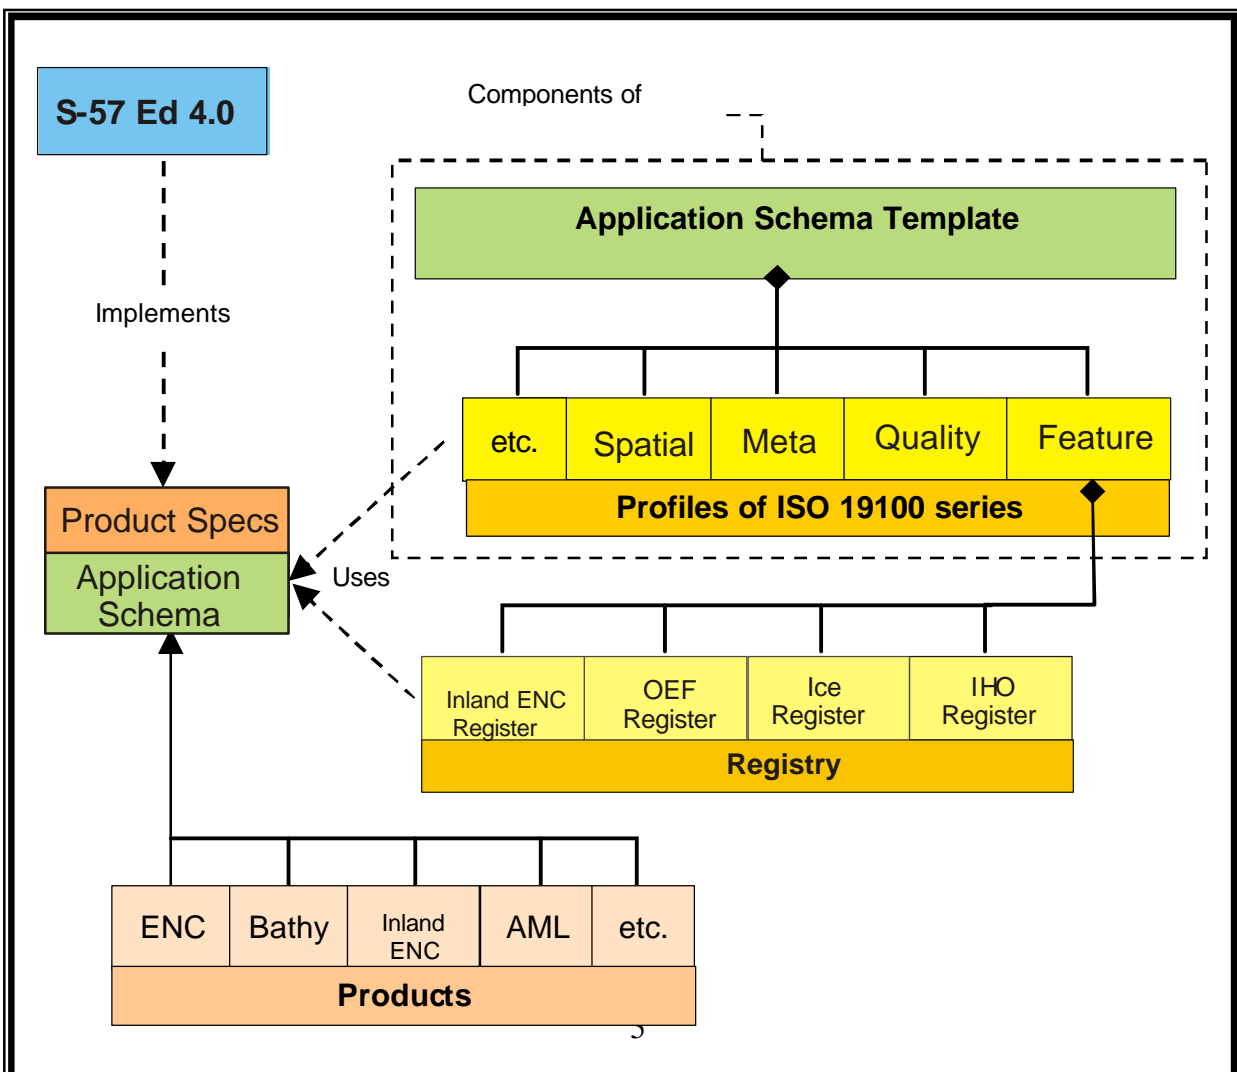 Components of
S-57 Ed 4.0
Application Schema Template
Implements
etc. Spatial Meta Quality Feature
Profiles of ISO 19100 series
Product Specs
Application
Schema
Uses
Inland ENC
Register
OEF
Register
Ice
Register
IHO
Register
Registry
ENC Bathy Inland
ENC
AML etc.
Products